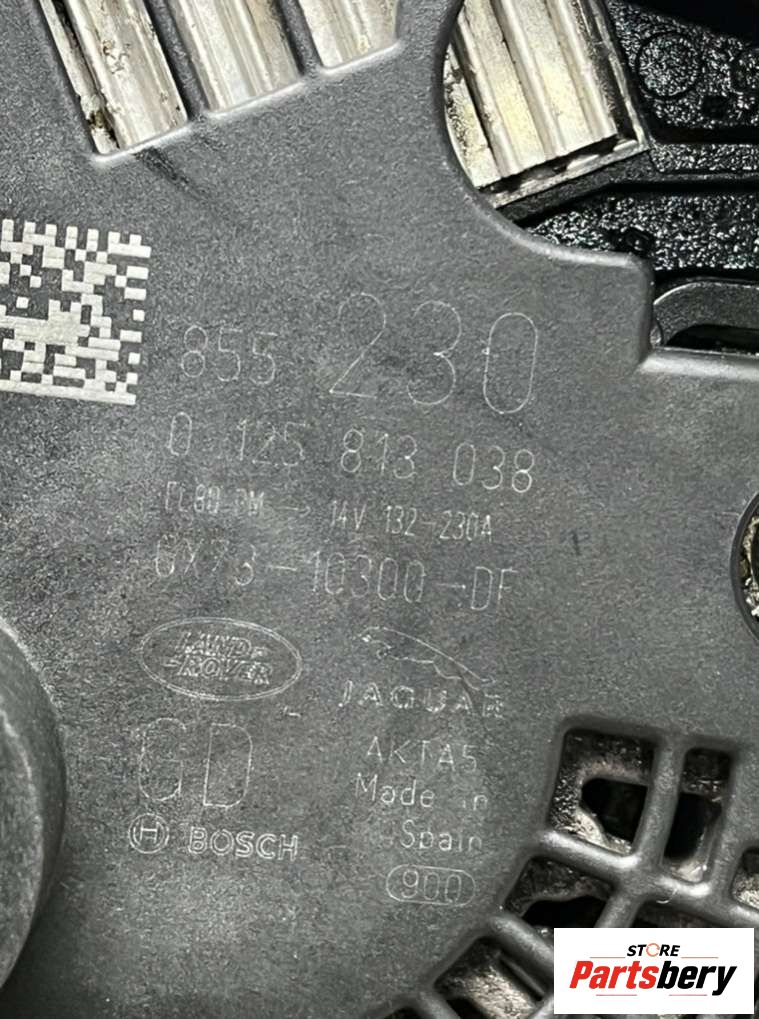 855 230
0 125 813 038
14V 132-230A
GX73-10300-DF
LAND-
-ROVER
JAGUAR
GD
AKTA5
Made in
Spain
H BOSCH
900
STORE
Partsbery